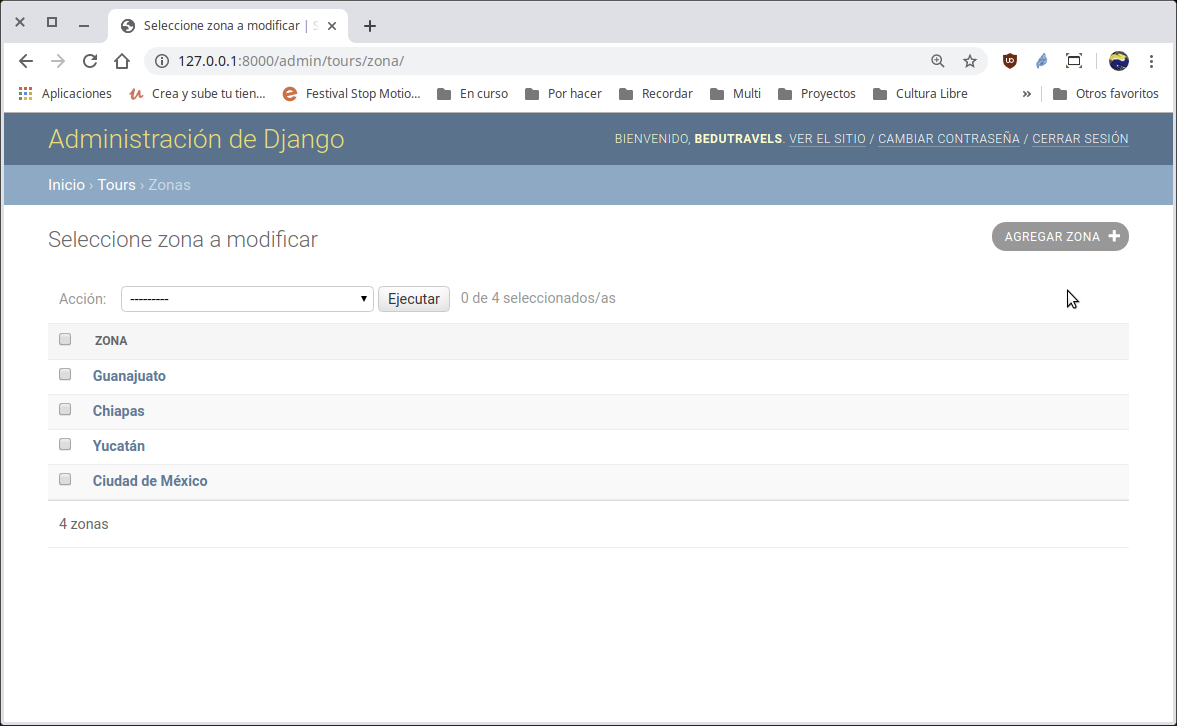 Seleccione zona a modificar | S
127.0.0.1:8000/admin/tours/zona/
Aplicaciones Crea y sube tu tien... Festival Stop Motio... En curso Por hacer Recordar Multi Proyectos Cultura Libre » Otros favoritos
Administración de Django
BIENVENIDO, BEDUTRAVELS. VER EL SITIO / CAMBIAR CONTRASEÑA / CERRAR SESIÓN
Inicio › Tours › Zonas
Seleccione zona a modificar
AGREGAR ZONA +
Acción: --------- Ejecutar 0 de 4 seleccionados/as
ZONA
Guanajuato
Chiapas
Yucatán
Ciudad de México
4 zonas